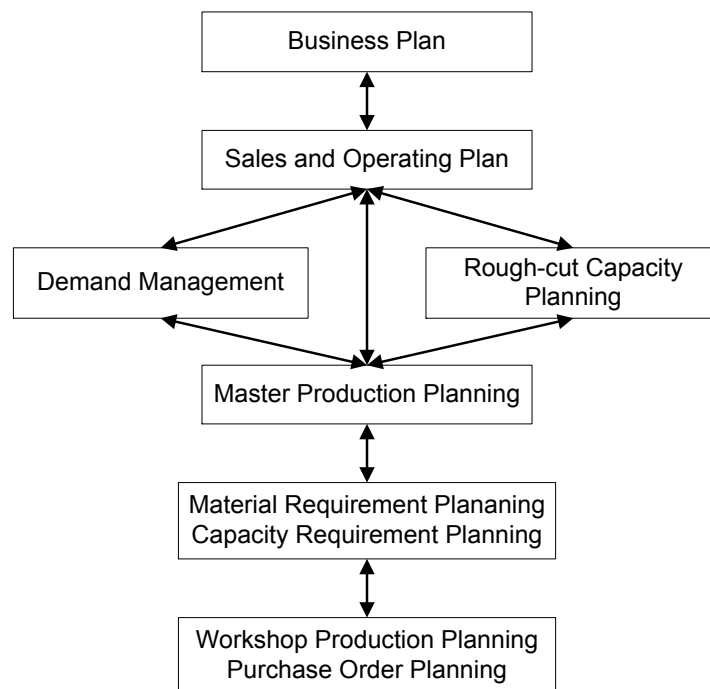 Business Plan
Sales and Operating Plan
Demand Management
Rough-cut Capacity
Planning
Master Production Planning
Material Requirement Plananing
Capacity Requirement Planning
Workshop Production Planning
Purchase Order Planning